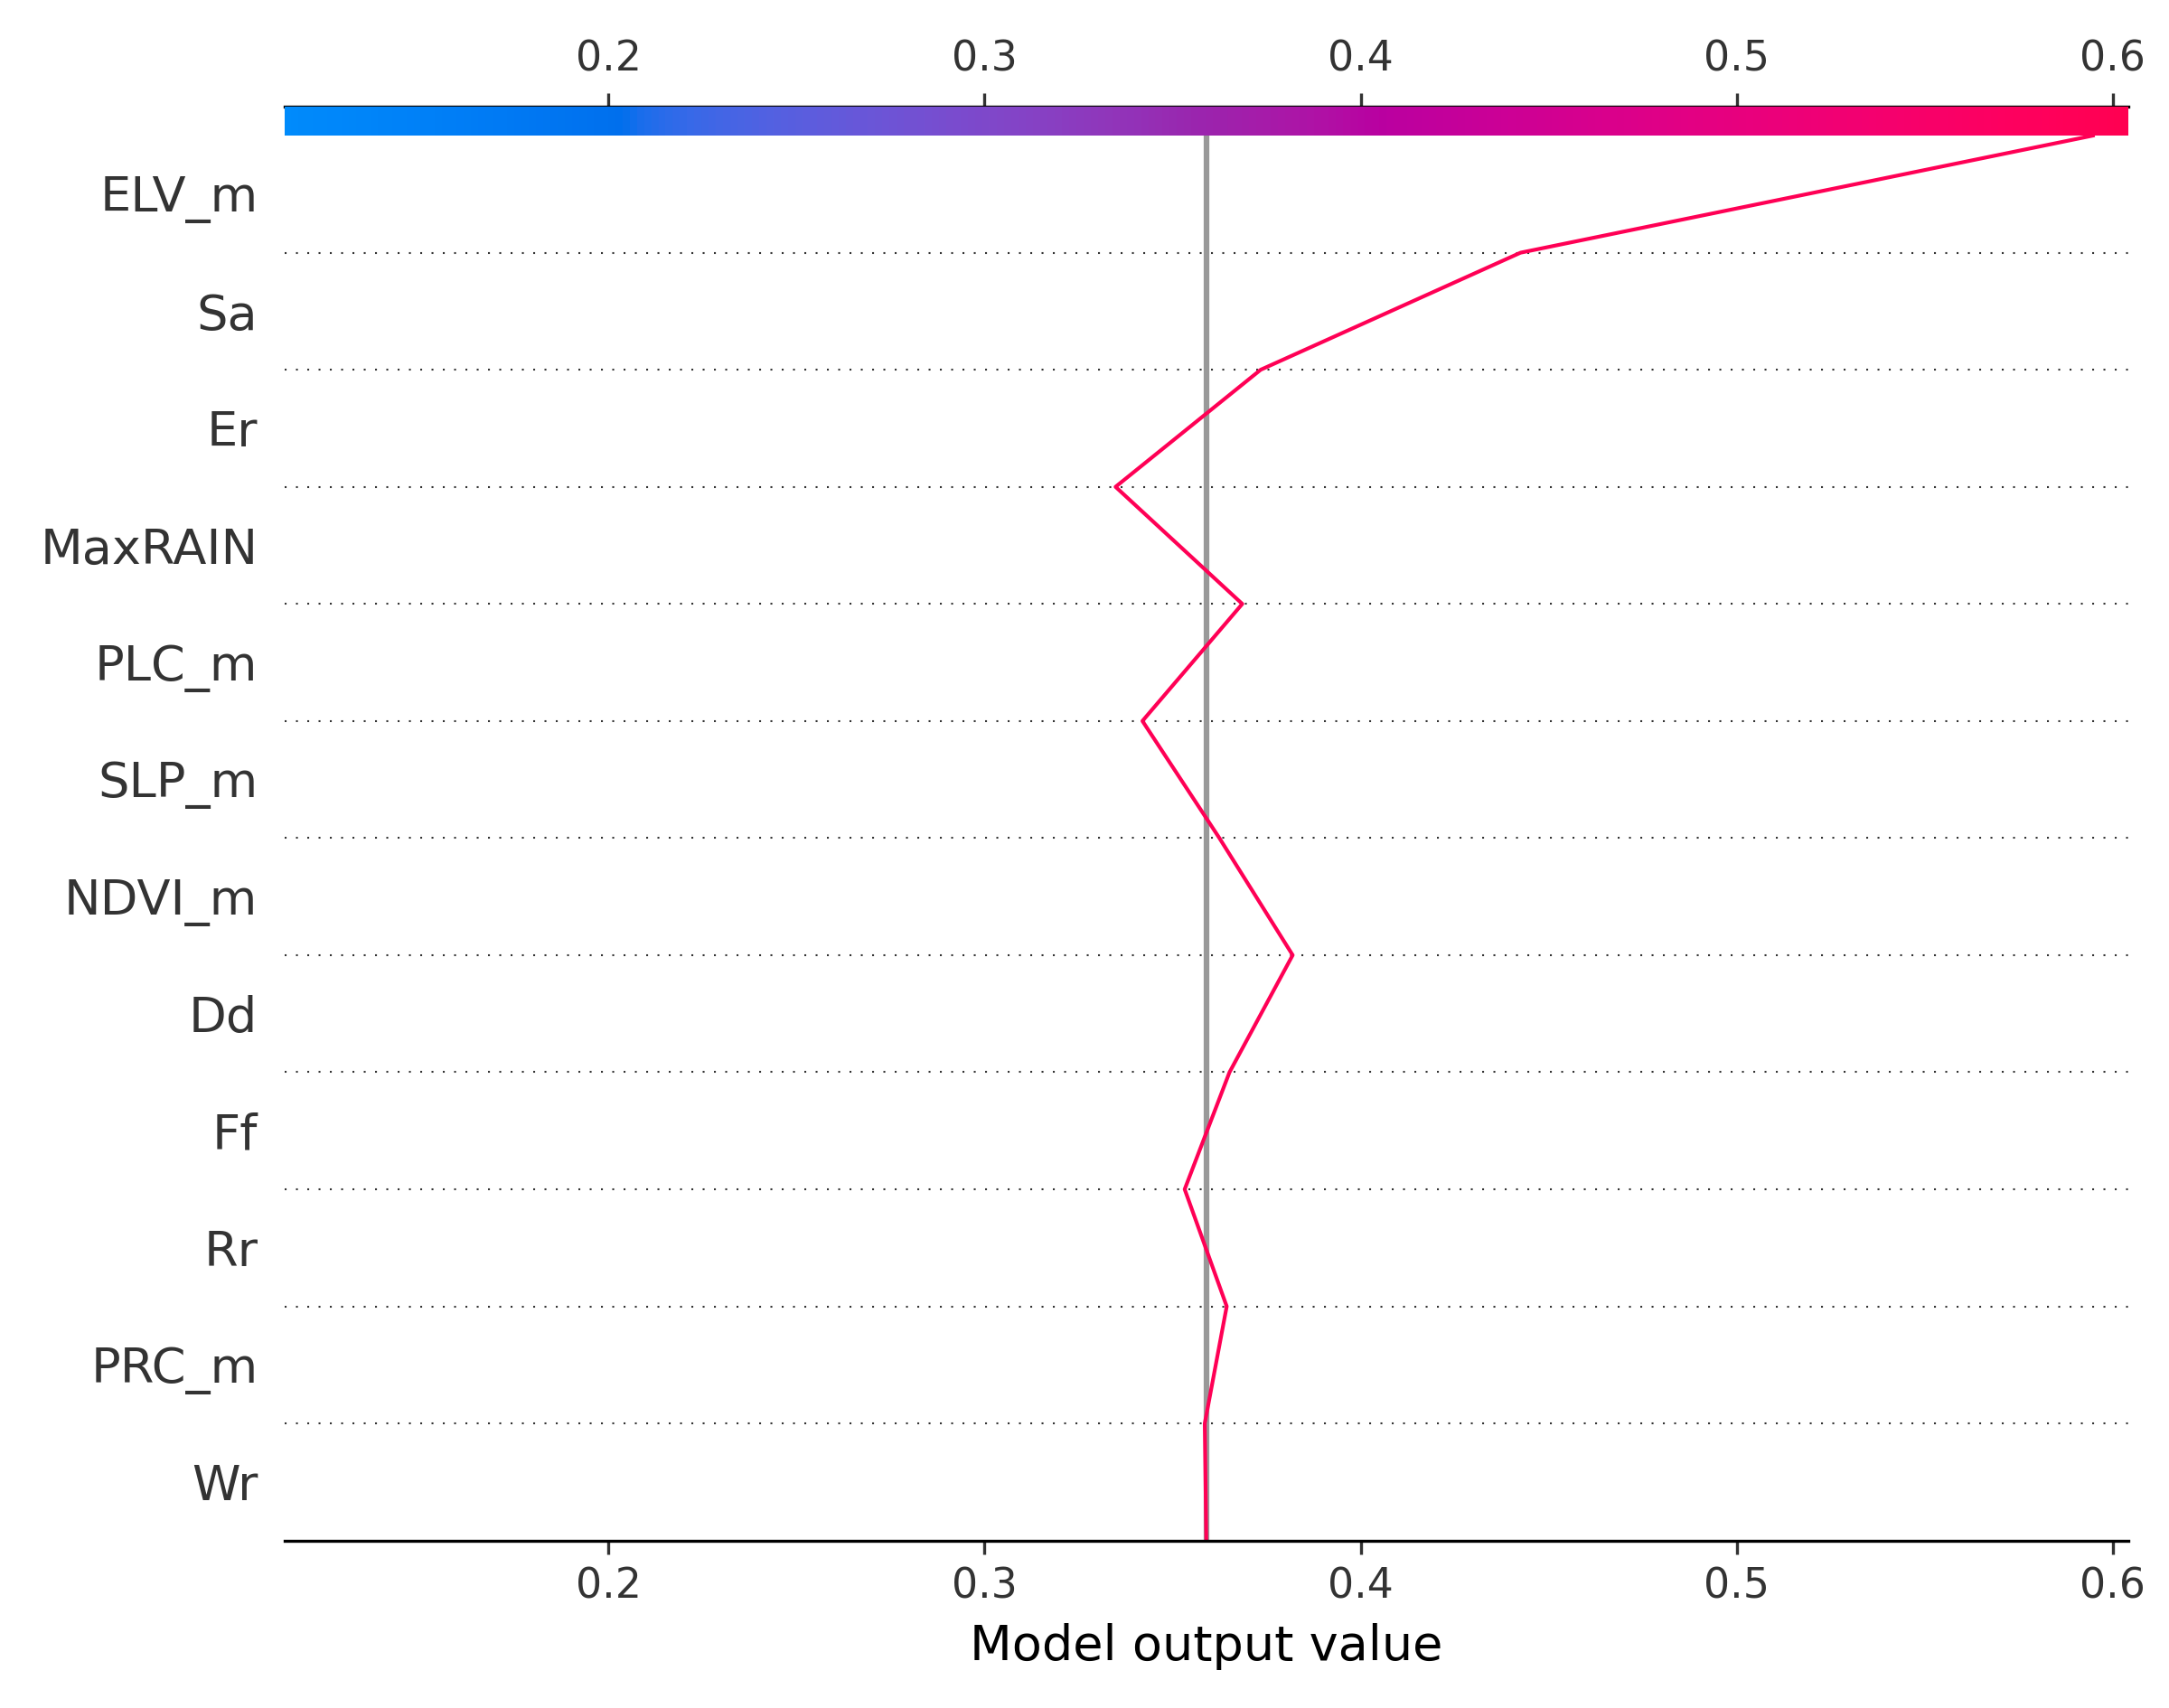 0.2 0.3 0.4 0.5 0.6
ELV_m
Sa
Er
MaxRAIN
PLC_m
SLP_m
NDVI_m
Dd
Ff
Rr
PRC_m
Wr
0.2 0.3 0.4 0.5 0.6
Model output value